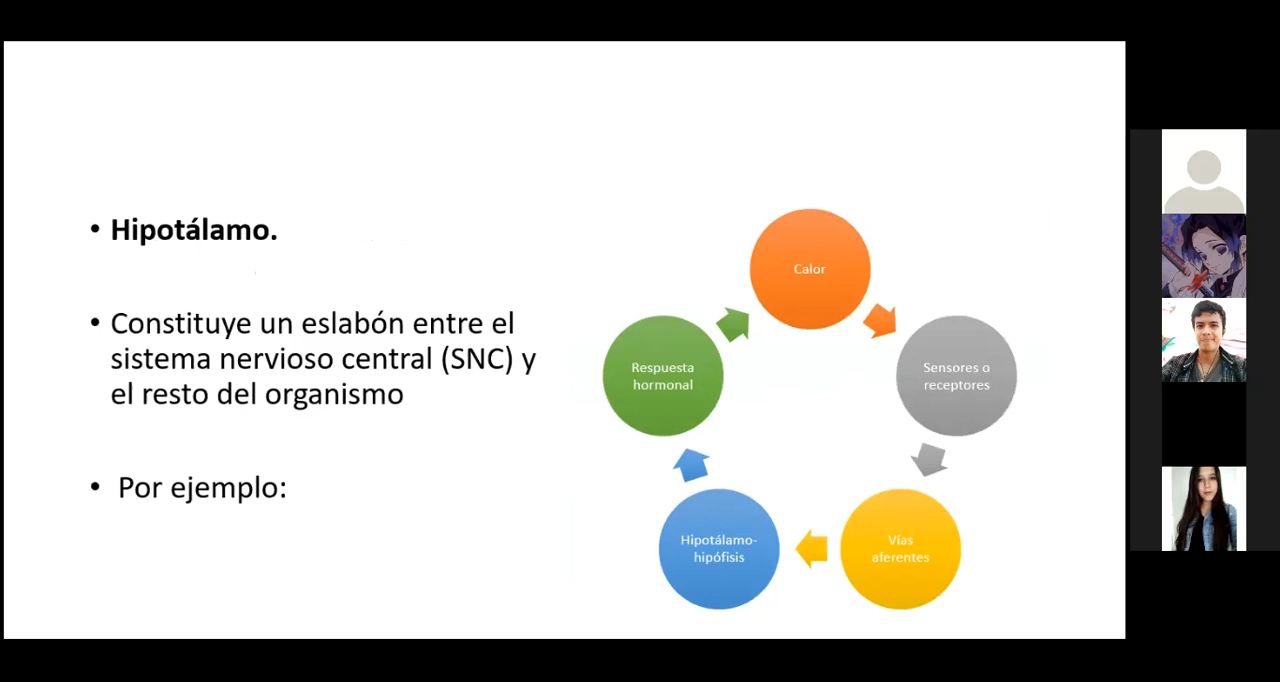 • Hipotálamo.
• Constituye un eslabón entre el
sistema nervioso central (SNC) y
el resto del organismo
• Por ejemplo:
Calor
Sensores o
receptores
Vías
aferentes
Hipotálamo-
hipófisis
Respuesta
hormonal